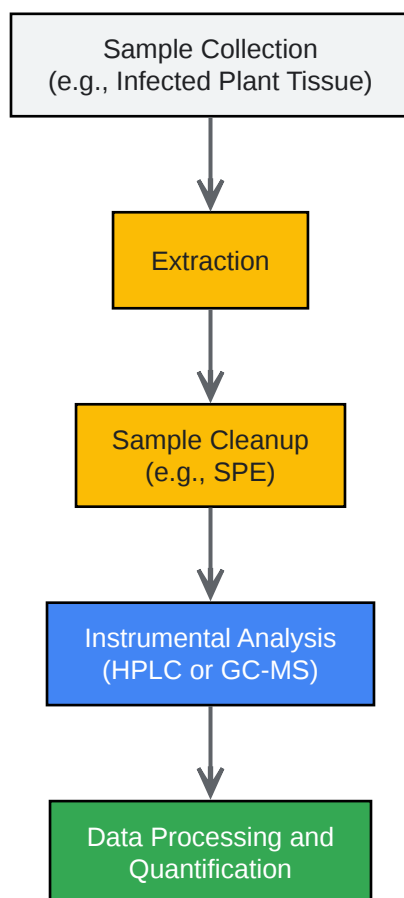 Sample Collection
(e.g., Infected Plant Tissue)
Extraction
Sample Cleanup
(e.g., SPE)
Instrumental Analysis
(HPLC or GC-MS)
Data Processing and
Quantification